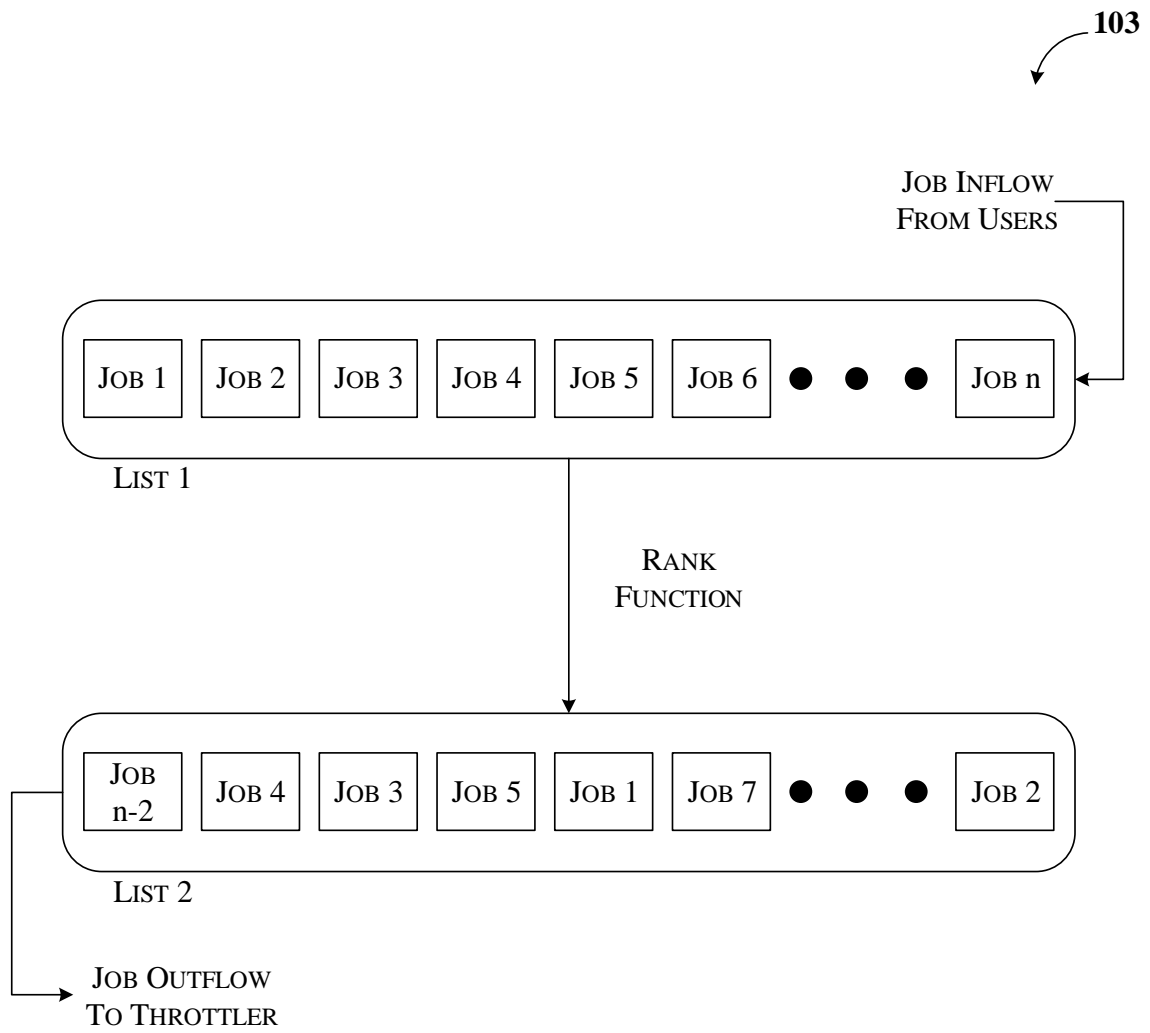 103
JOB INFLOW
FROM USERS
JOB 1 JOB 2 JOB 3 JOB 4 JOB 5 JOB 6 JOB n
LIST 1
RANK
FUNCTION
JOB
n-2
JOB 4 JOB 3 JOB 5 JOB 1 JOB 7 JOB 2
LIST 2
JOB OUTFLOW
TO THROTTLER